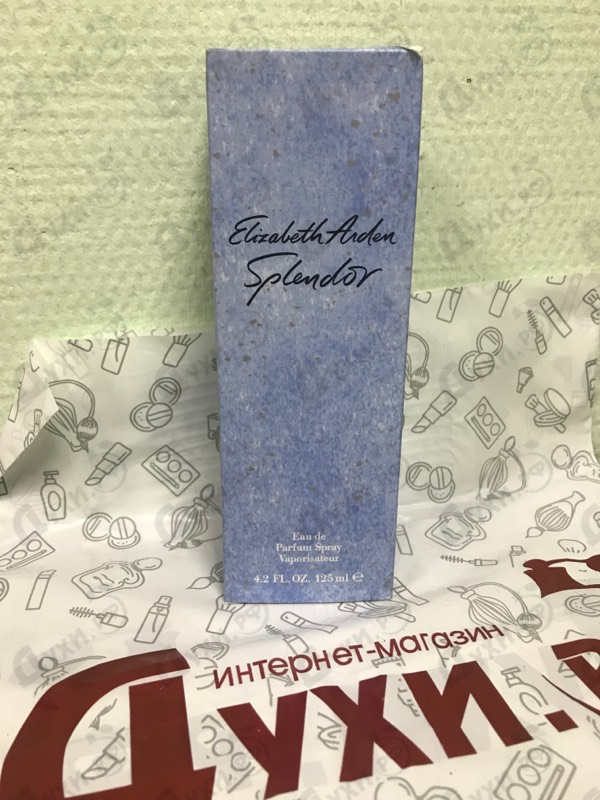 Elizabeth Arden
Splendor
Eau de
Parfum Spray
Vaporisateur
4.2 FL. OZ. 125 ml ℮
интернет-магазин
Духи.